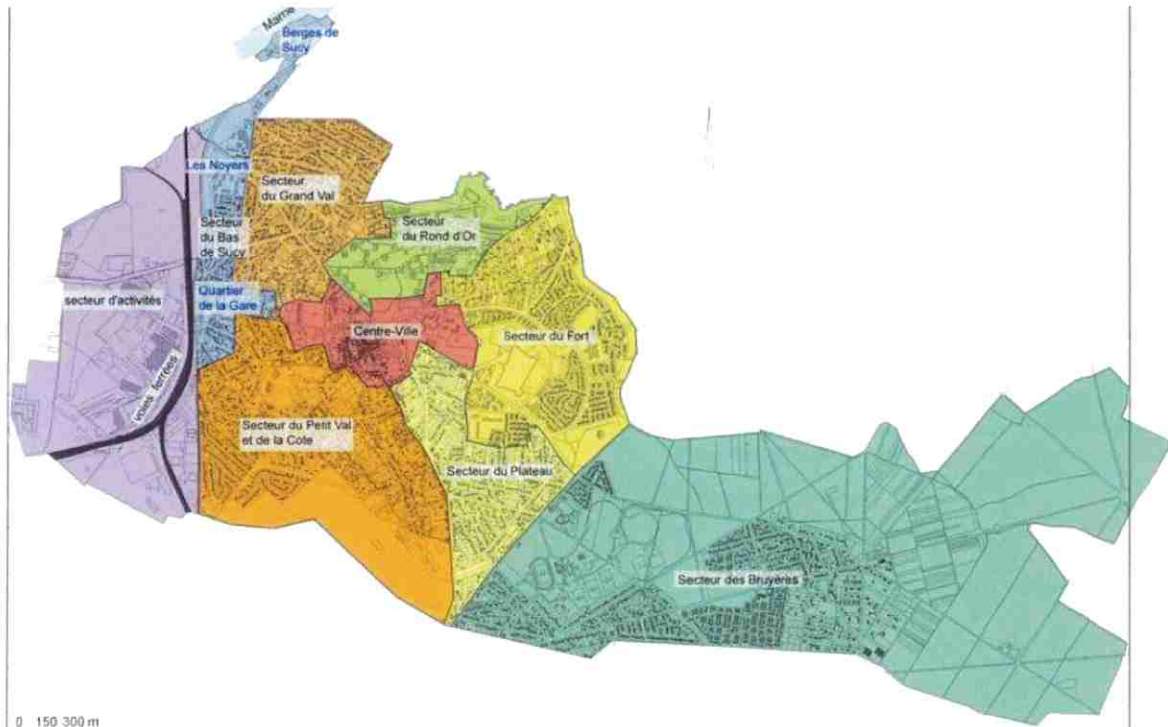 Marne
Berges de
Sucy
Les Noyers
Secteur
du Grand Val
Secteur
du Bas
de Sucy
Secteur
du Rond d'Or
Quartier
de la Gare
secteur d'activités
Centre-Ville
Secteur du Fort
voies ferrées
Secteur du Petit Val
et de la Cote
Secteur du Plateau
Secteur des Bruyères
0 150 300 m